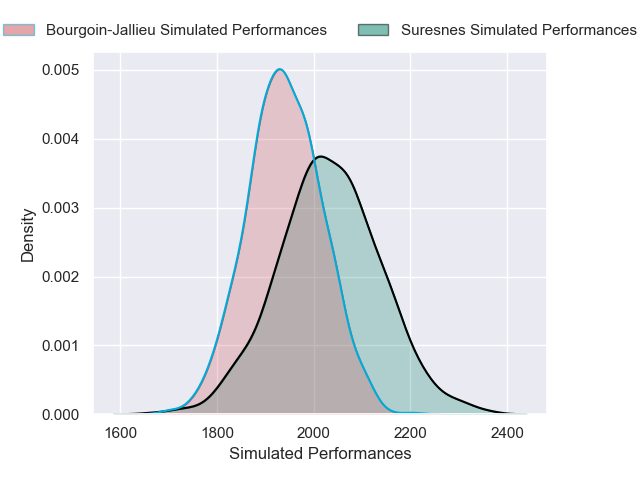 Bourgoin-Jallieu Simulated Performances
Suresnes Simulated Performances
0.005
0.004
0.003
0.002
0.001
0.000
Density
1600 1800 2000 2200 2400
Simulated Performances